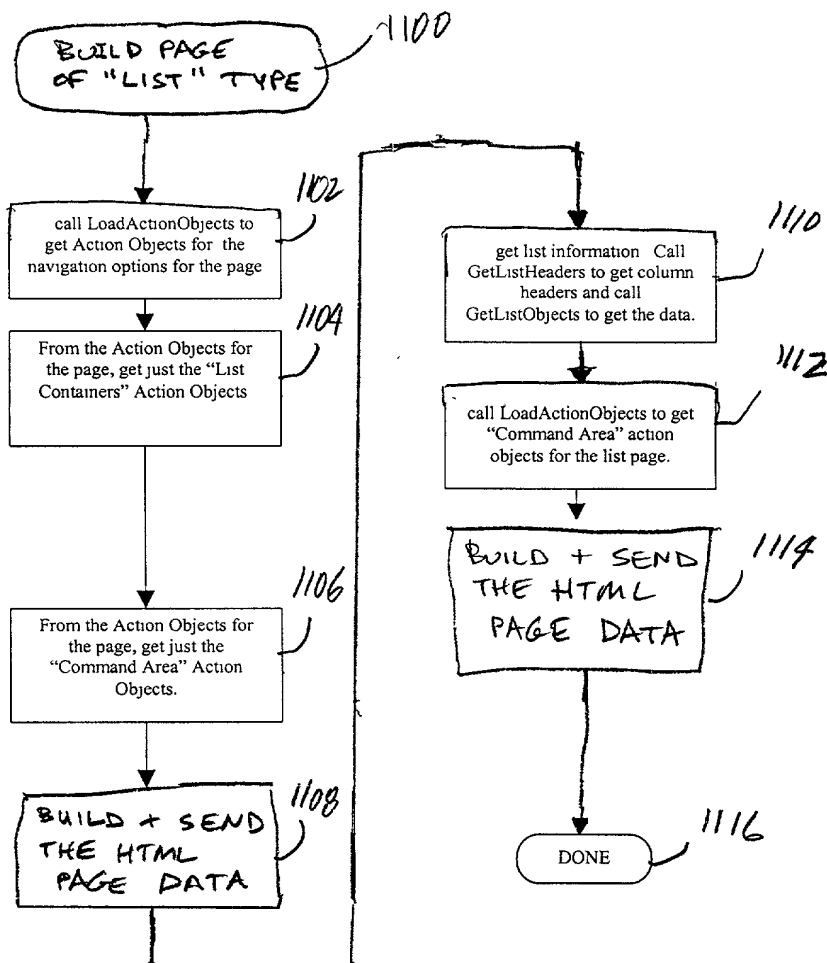 1100
BUILD PAGE
OF "LIST" TYPE
1102
call LoadActionObjects to
get Action Objects for the
navigation options for the page
1104
From the Action Objects for
the page, get just the “List
Containers” Action Objects
1106
From the Action Objects for
the page, get just the
“Command Area” Action
Objects.
1108
BUILD + SEND
THE HTML
PAGE DATA
1110
get list information Call
GetListHeaders to get column
headers and call
GetListObjects to get the data.
1112
call LoadActionObjects to get
“Command Area” action
objects for the list page.
1114
BUILD + SEND
THE HTML
PAGE DATA
1116
DONE